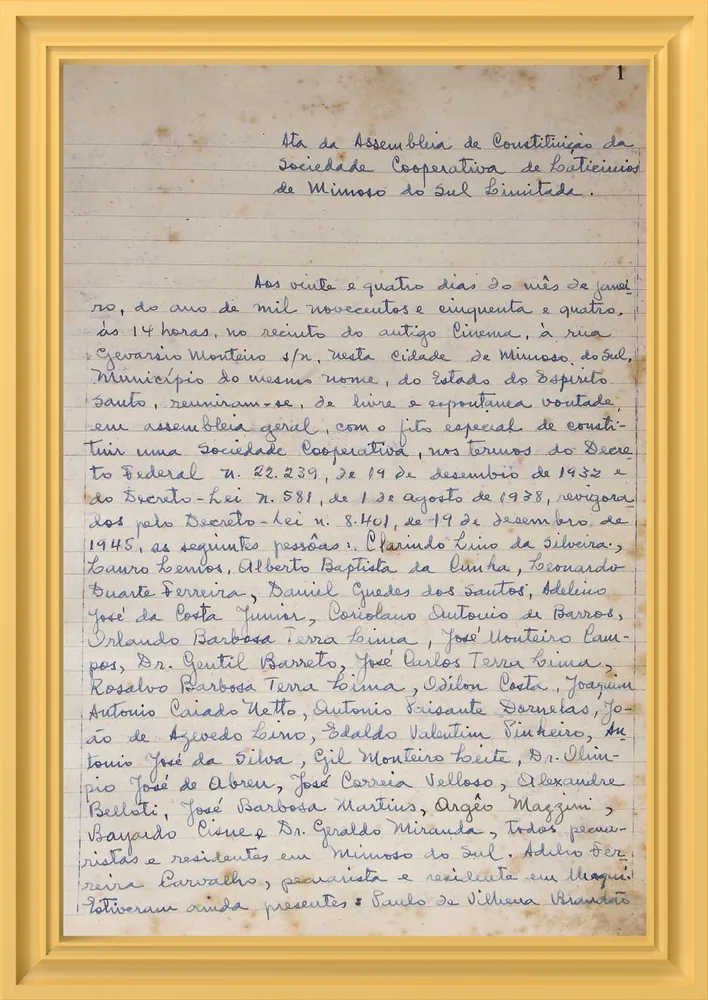 1
Ata da Assembleia de Constituição da
Sociedade Cooperativa de Laticinios
de Mimoso do Sul Limitada.
Aos vinte e quatro dias do mês de janei-
ro, do ano de mil novecentos e cinquenta e quatro,
às 14 horas, no recinto do antigo Cinema, à rua
Gevarsio Monteiro s/n, nesta cidade de Mimoso do Sul,
Município do mesmo nome, do Estado do Espirito
Santo, reuniram-se, de livre e espontanea vontade,
em assembleia geral, com o fito especial de consti-
tuir uma Sociedade Cooperativa, nos termos do Decre
to Federal n. 22.239, de 19 de desembro de 1932 e
do Decreto-Lei n. 581, de 1 de agosto de 1938, revigora
dos pelo Decreto-Lei n. 8.401, de 19 de desembro de
1945, as seguintes pessôas: Clarindo Lino da Silveira,
Lauro Lemos, Alberto Baptista da Cunha, Leonardo
Duarte Ferreira, Daniel Guedes dos Santos, Adelino
José da Costa Junior, Coriolano Antonio de Barros,
Orlando Barbosa Terra Lima, José Monteiro Cam-
pos, Dr. Gentil Barreto, José Carlos Terra Lima,
Rosalvo Barbosa Terra Lima, Odilon Costa, Joaquim
Antonio Caiado Netto, Antonio Prisante Dornelas, Jo-
ão de Azevedo Lino, Edaldo Valentim Pinheiro, An
tonio José da Silva, Gil Monteiro Leite, Dr. Olim-
pio José de Abreu, José Correia Velloso, Alexandre
Belloti, José Barbosa Martins, Argêo Mazzini,
Bayardo Cisne e Dr. Geraldo Miranda, todos pecua-
ristas e residentes em Mimoso do Sul. Adilio Fer-
reira Carvalho, pecuarista e residente em Muqui.
Estiveram ainda presentes: Paulo de Vilhena Brandão